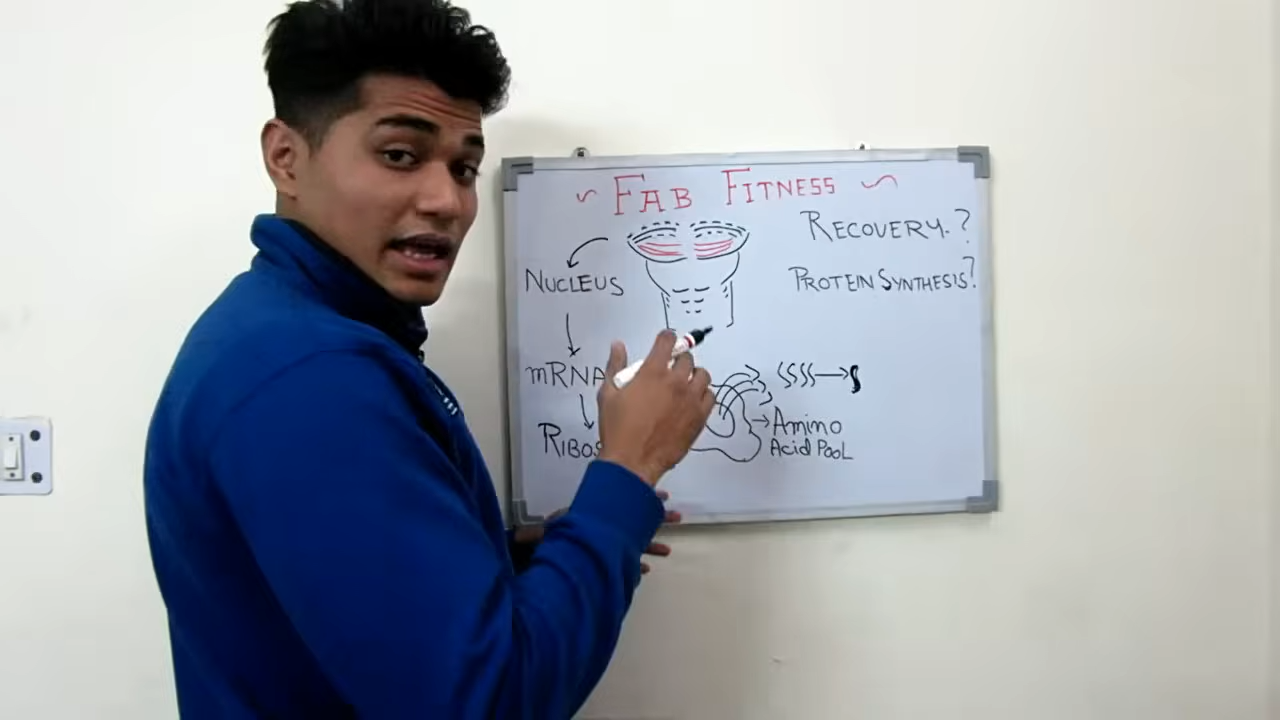 ~ FAB FITNESS ~
RECOVERY.?
NUCLEUS
PROTEIN SYNTHESIS?
mRNA
Amino
Acid PooL